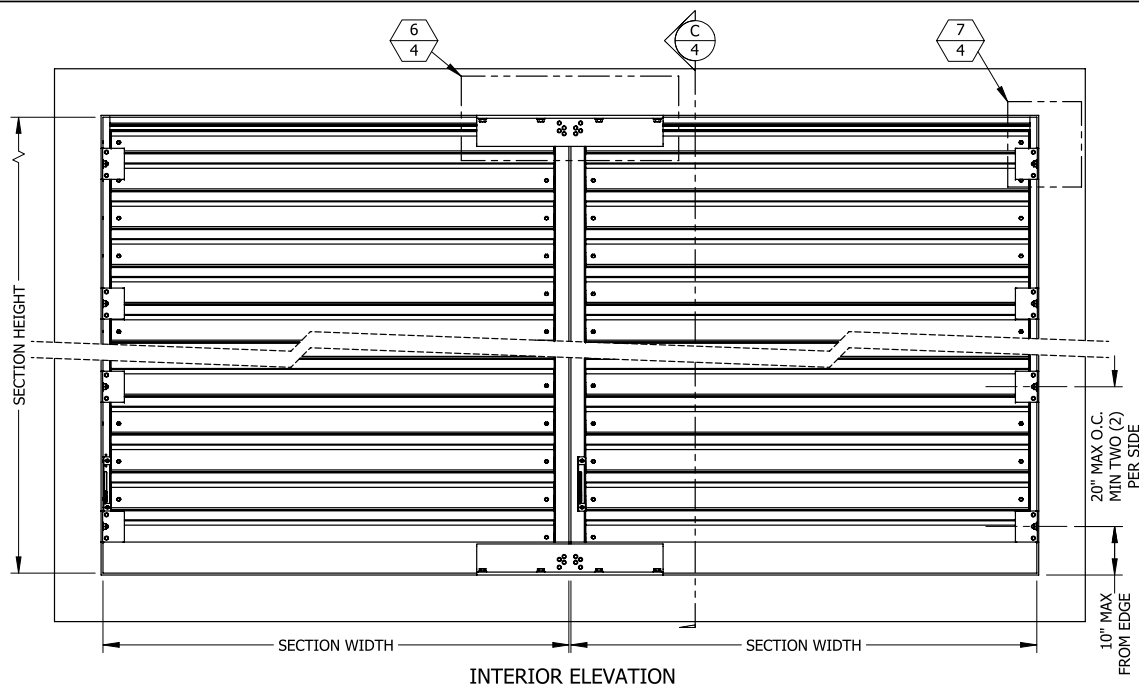 6
4
C
4
7
4
SECTION HEIGHT
20" MAX O.C.
MIN TWO (2)
PER SIDE
10" MAX
FROM EDGE
SECTION WIDTH
SECTION WIDTH
INTERIOR ELEVATION